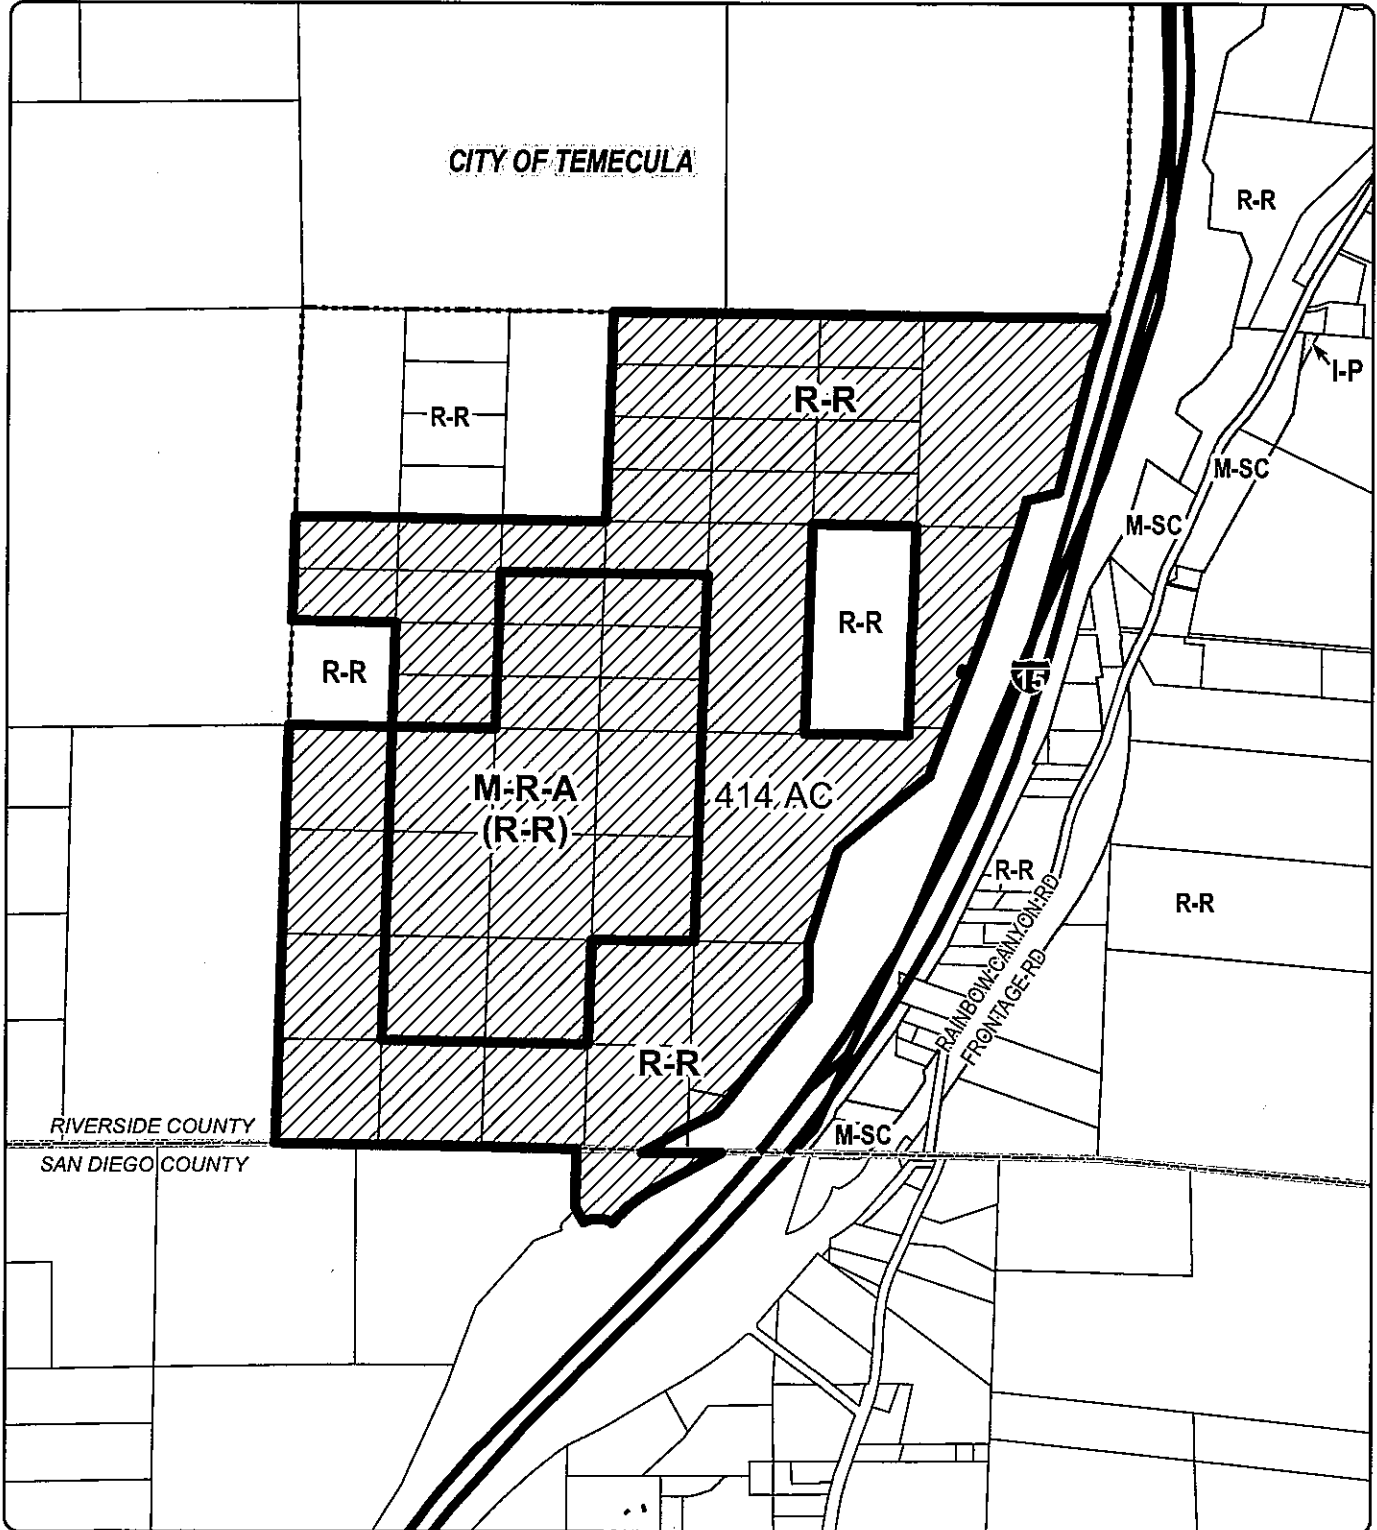 CITY OF TEMECULA
R-R
I-P
R-R
R-R
M-SC
M-SC
R-R
R-R
15
M-R-A
(R-R)
414 AC
R-R
R-R
RAINBOW CANYON RD
FRONTAGE RD
R-R
RIVERSIDE COUNTY
M-SC
SAN DIEGO COUNTY